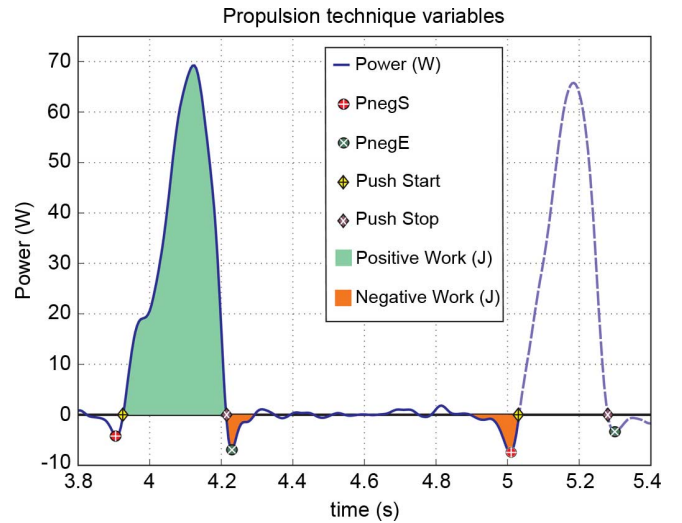 Propulsion technique variables
Power (W)
70
60
50
40
30
20
10
0
-10
Power (W)
PnegS
PnegE
Push Start
Push Stop
Positive Work (J)
Negative Work (J)
3.8 4 4.2 4.4 4.6 4.8 5 5.2 5.4
time (s)